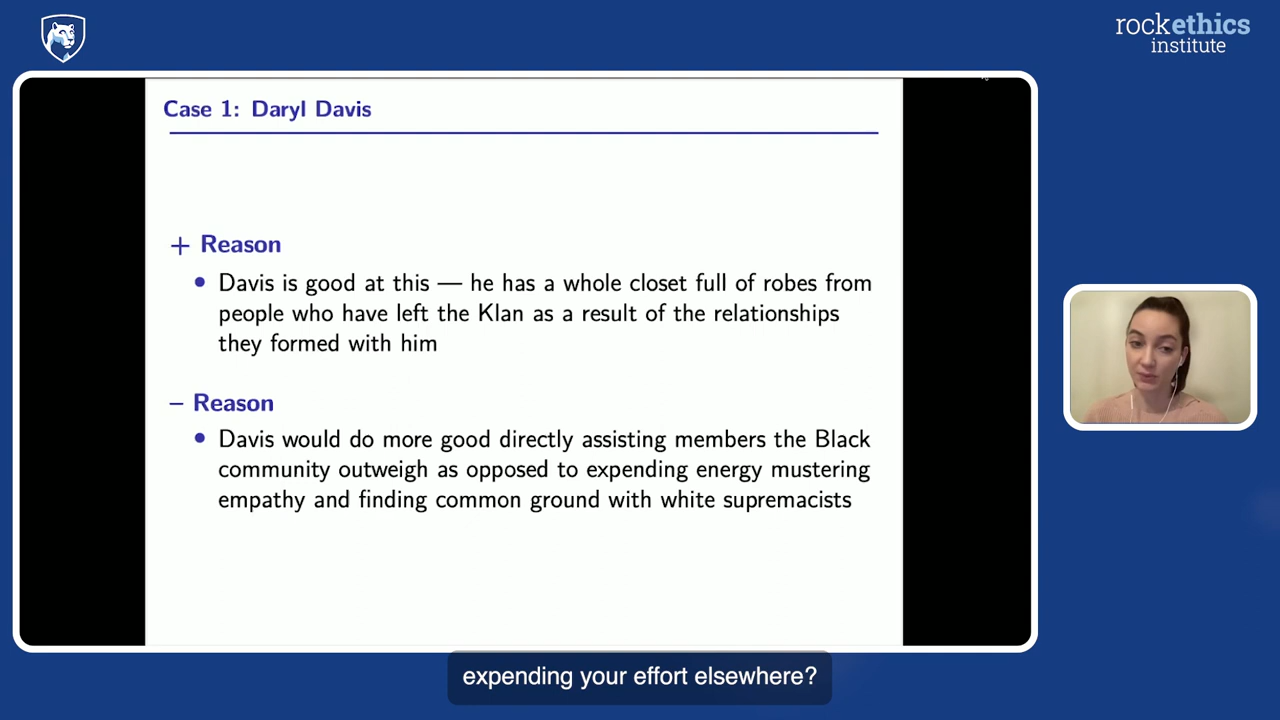 rockethics
institute
Case 1: Daryl Davis
+ Reason
• Davis is good at this — he has a whole closet full of robes from
people who have left the Klan as a result of the relationships
they formed with him
– Reason
• Davis would do more good directly assisting members the Black
community outweigh as opposed to expending energy mustering
empathy and finding common ground with white supremacists
expending your effort elsewhere?